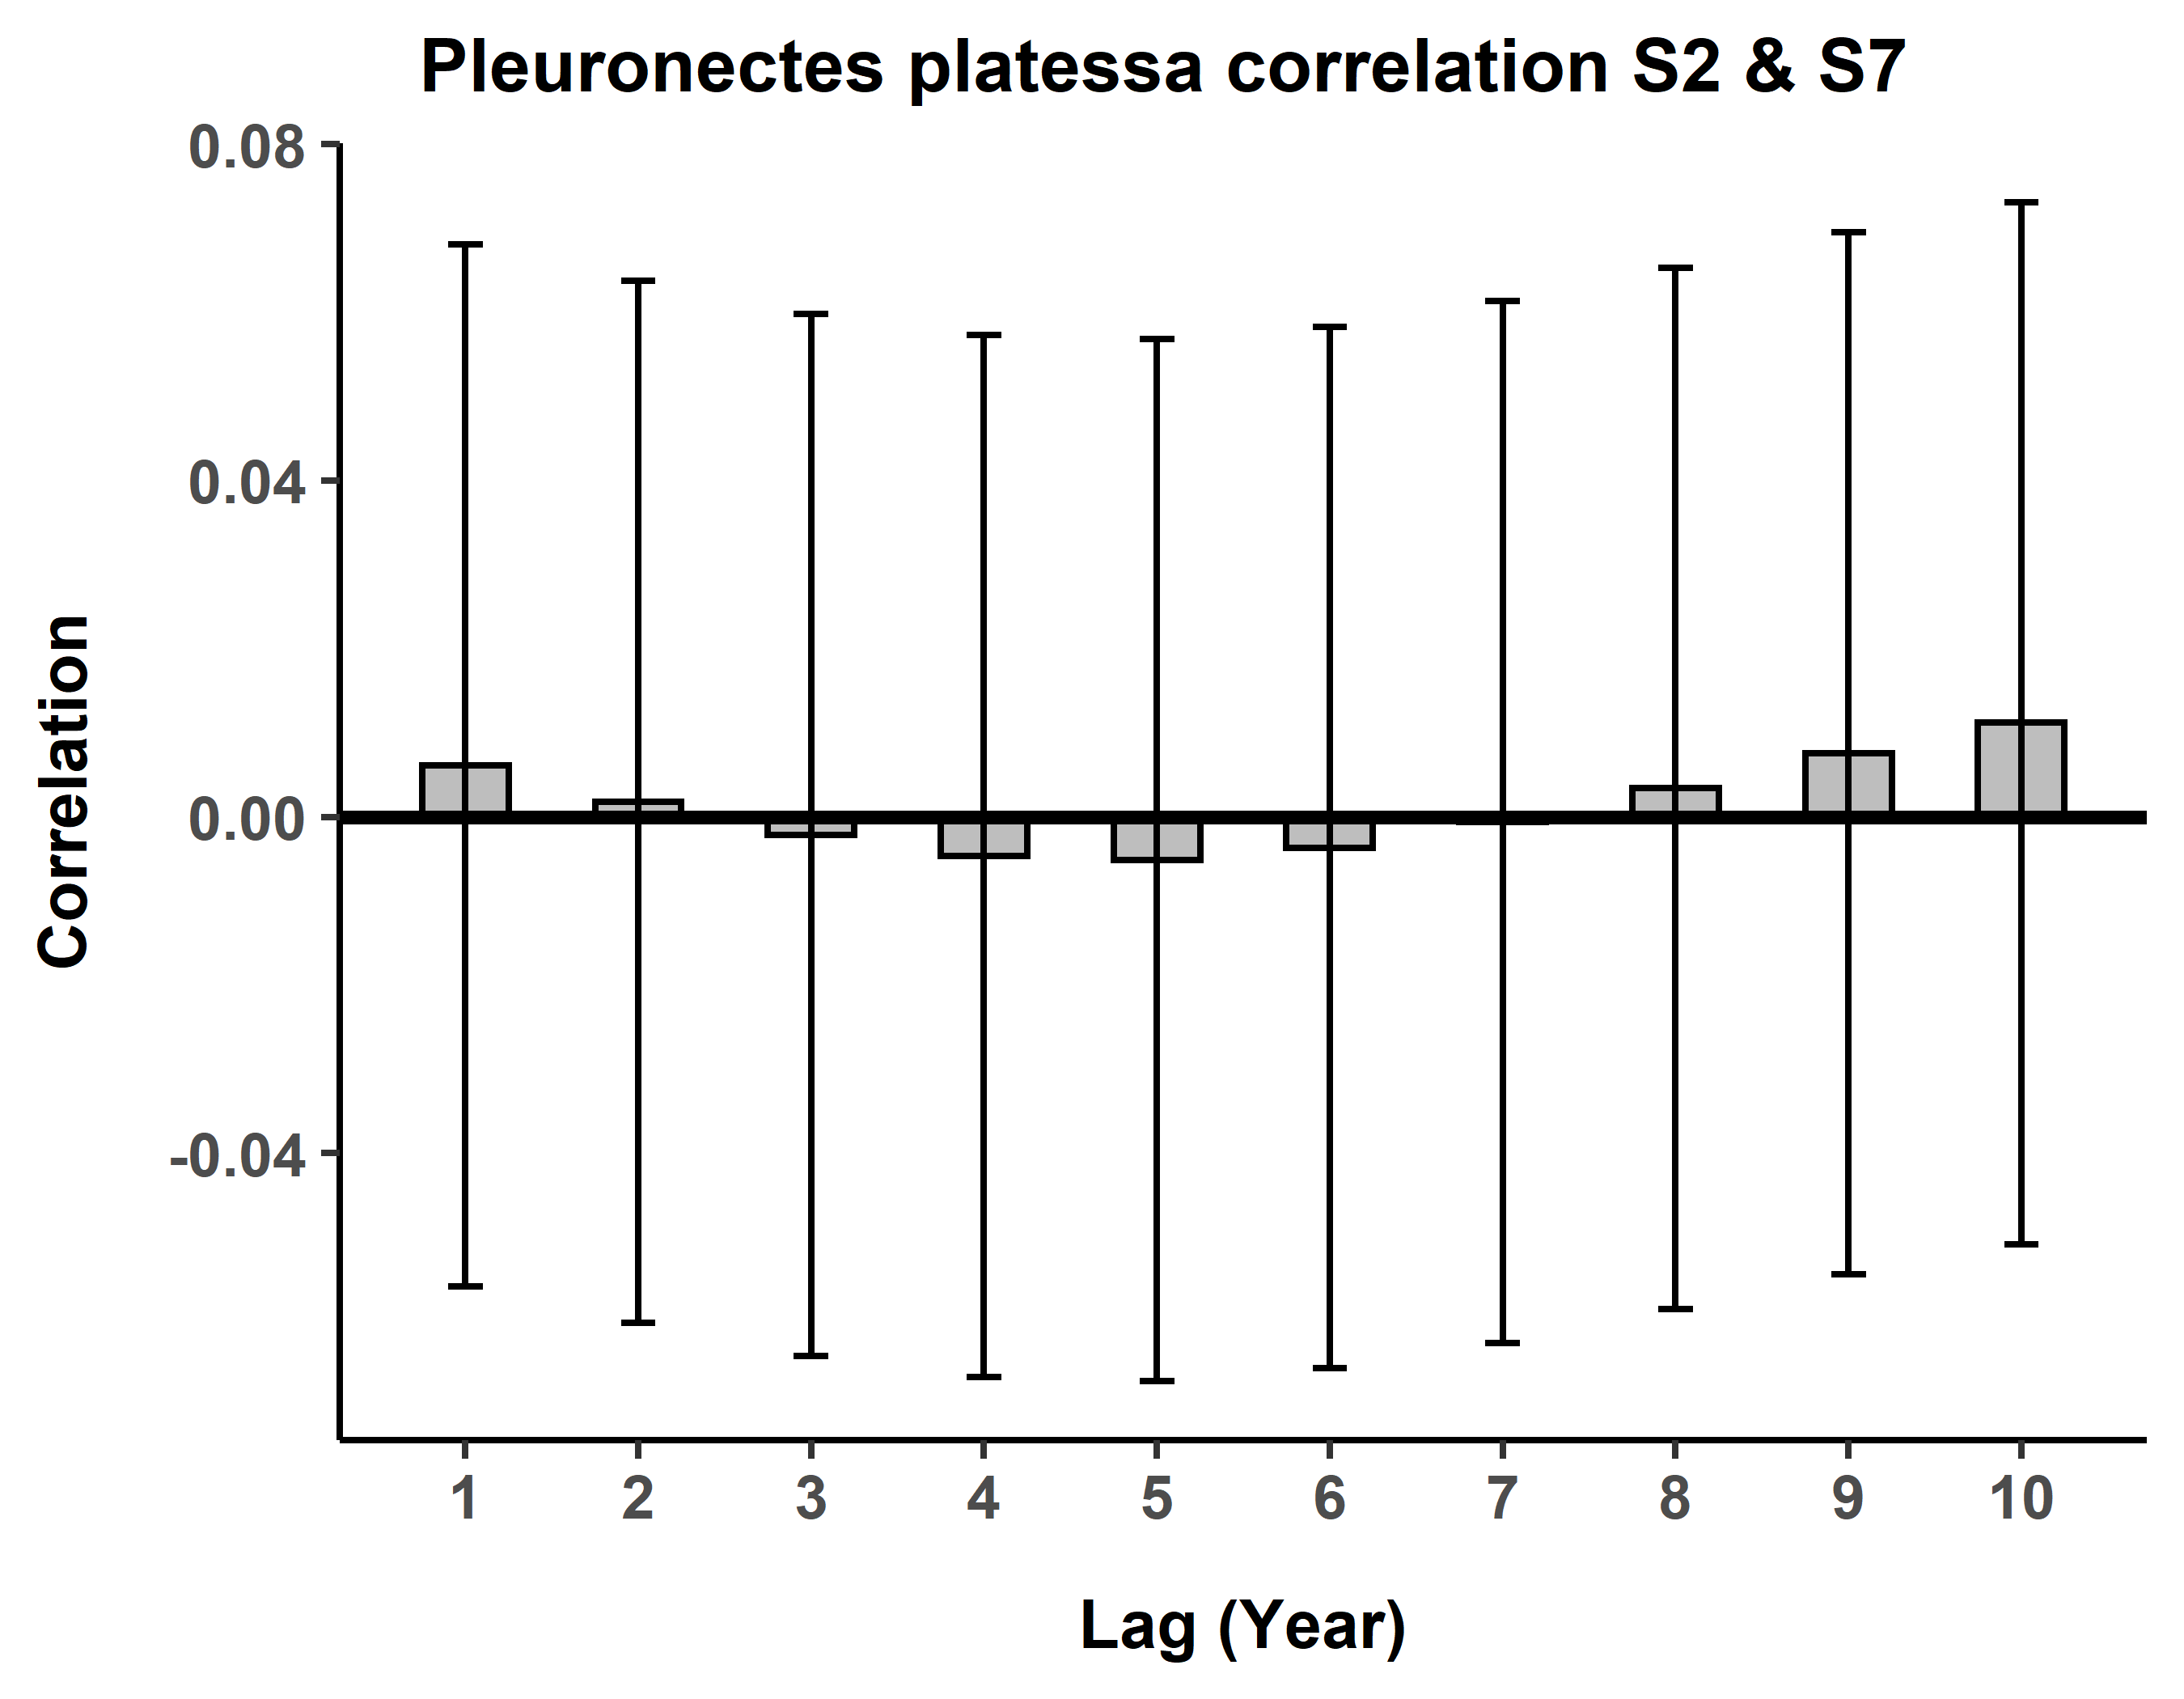 Pleuronectes platessa correlation S2 & S7
0.08
0.04
0.00
-0.04
Correlation
1 2 3 4 5 6 7 8 9 10
Lag (Year)